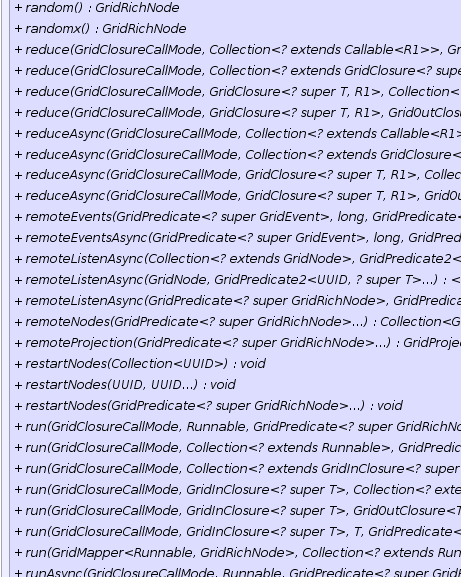 + random() : GridRichNode
+ randomx() : GridRichNode
+ reduce(GridClosureCallMode, Collection<? extends Callable<R1>>, Gr
+ reduce(GridClosureCallMode, Collection<? extends GridClosure<? supe
+ reduce(GridClosureCallMode, GridClosure<? super T, R1>, Collection<
+ reduce(GridClosureCallMode, GridClosure<? super T, R1>, GridOutClos
+ reduceAsync(GridClosureCallMode, Collection<? extends Callable<R1>
+ reduceAsync(GridClosureCallMode, Collection<? extends GridClosure<
+ reduceAsync(GridClosureCallMode, GridClosure<? super T, R1>, Collec
+ reduceAsync(GridClosureCallMode, GridClosure<? super T, R1>, GridOu
+ remoteEvents(GridPredicate<? super GridEvent>, long, GridPredicate<
+ remoteEventsAsync(GridPredicate<? super GridEvent>, long, GridPred
+ remoteListenAsync(Collection<? extends GridNode>, GridPredicate2<
+ remoteListenAsync(GridNode, GridPredicate2<UUID, ? super T>...) : <
+ remoteListenAsync(GridPredicate<? super GridRichNode>, GridPredica
+ remoteNodes(GridPredicate<? super GridRichNode>...) : Collection<G
+ remoteProjection(GridPredicate<? super GridRichNode>...) : GridProje
+ restartNodes(Collection<UUID>) : void
+ restartNodes(UUID, UUID...) : void
+ restartNodes(GridPredicate<? super GridRichNode>...) : void
+ run(GridClosureCallMode, Runnable, GridPredicate<? super GridRichNo
+ run(GridClosureCallMode, Collection<? extends Runnable>, GridPredic
+ run(GridClosureCallMode, Collection<? extends GridInClosure<? super
+ run(GridClosureCallMode, GridInClosure<? super T>, Collection<? exte
+ run(GridClosureCallMode, GridInClosure<? super T>, GridOutClosure<T
+ run(GridClosureCallMode, GridInClosure<? super T>, T, GridPredicate<
+ run(GridMapper<Runnable, GridRichNode>, Collection<? extends Run
+ runAsync(GridClosureCallMode, Runnable, GridPredicate<? super GridF